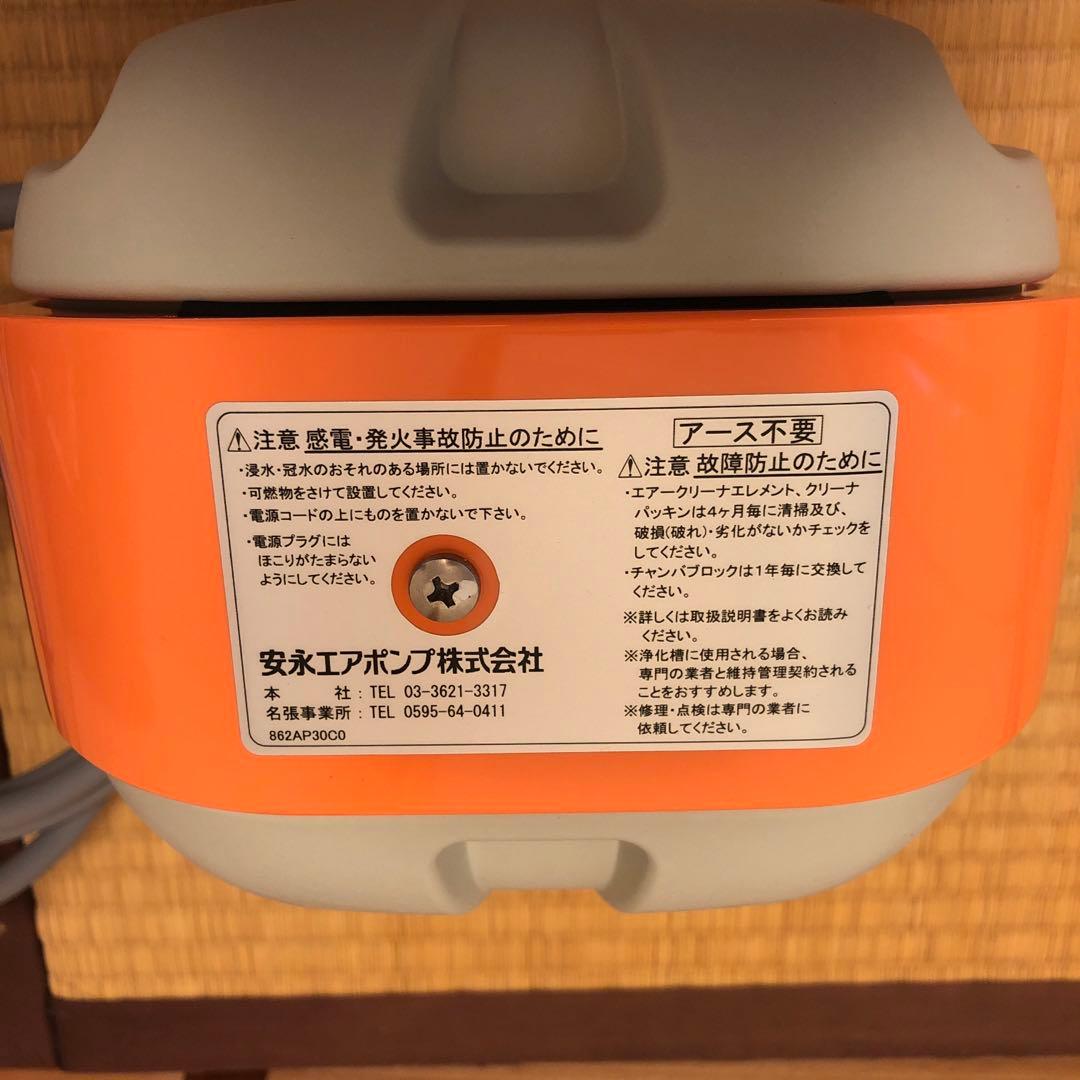 ⚠注意 感電・発火事故防止のために
・浸水・冠水のおそれのある場所には置かないでください。
・可燃物をさけて設置してください。
・電源コードの上にものを置かないで下さい。
・電源プラグには
ほこりがたまらない
ようにしてください。
安永エアポンプ株式会社
本 社 : TEL 03-3621-3317
名張事業所 : TEL 0595-64-0411
862AP30C0
アース不要
⚠注意 故障防止のために
・エアークリーナエレメント、クリーナ
パッキンは4ヶ月毎に清掃及び、
破損(破れ)・劣化がないかチェックを
してください。
・チャンバブロックは1年毎に交換して
ください。
※詳しくは取扱説明書をよくお読み
ください。
※浄化槽に使用される場合、
専門の業者と維持管理契約される
ことをおすすめします。
※修理・点検は専門の業者に
依頼してください。